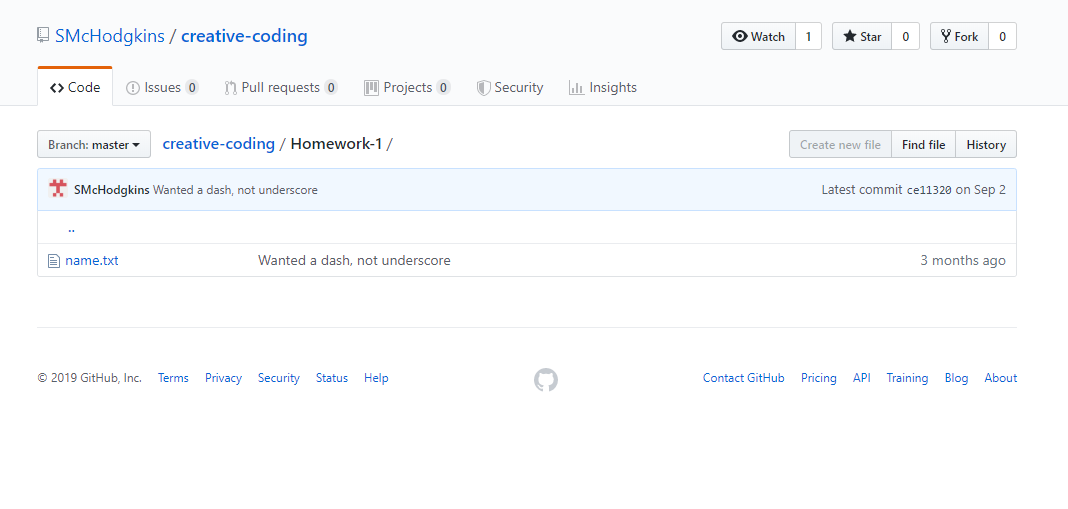 SMcHodgkins / creative-coding
Watch 1 Star 0 Fork 0
Code Issues 0 Pull requests 0 Projects 0 Security Insights
Branch: master creative-coding / Homework-1 / Create new file Find file History
SMcHodgkins Wanted a dash, not underscore Latest commit ce11320 on Sep 2
..
name.txt Wanted a dash, not underscore 3 months ago
© 2019 GitHub, Inc. Terms Privacy Security Status Help Contact GitHub Pricing API Training Blog About